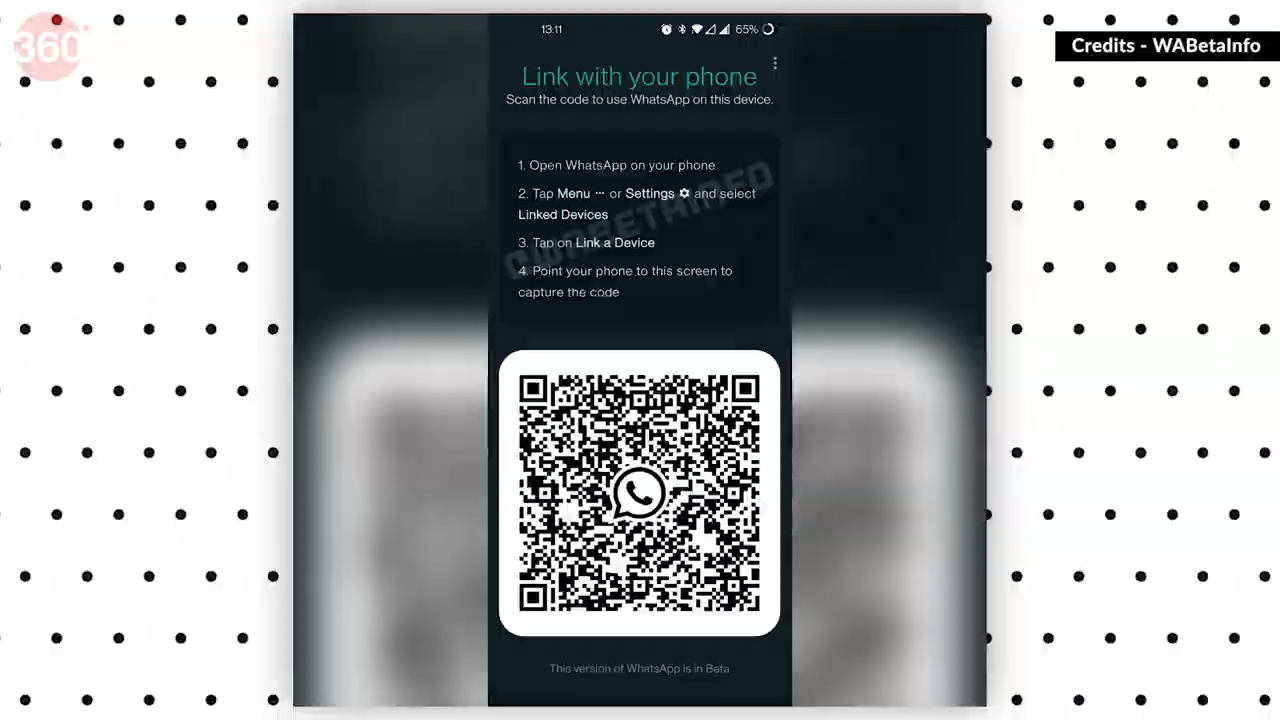 360
Credits - WABetaInfo
13:11
65%
Link with your phone
Scan the code to use WhatsApp on this device.
1. Open WhatsApp on your phone
2. Tap Menu ··· or Settings and select
Linked Devices
3. Tap on Link a Device
4. Point your phone to this screen to
capture the code
@WABETAINFO
This version of WhatsApp is in Beta